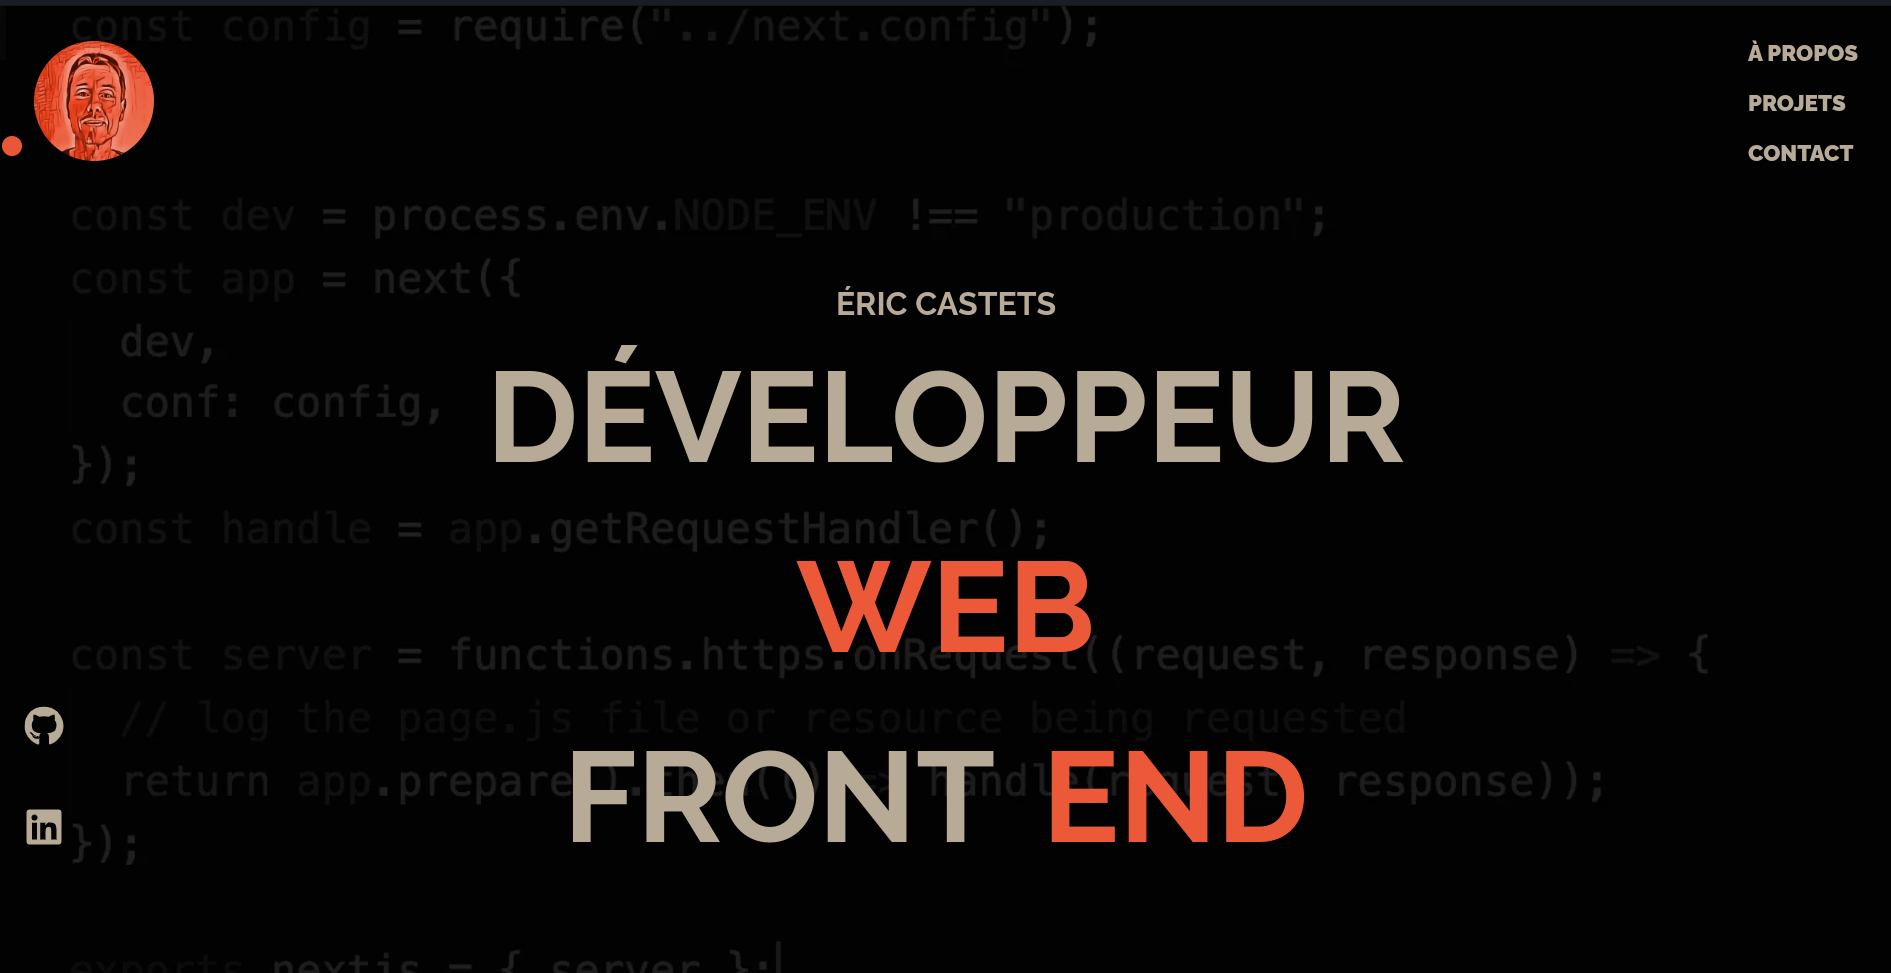 const config = require("../next.config");
À PROPOS
PROJETS
CONTACT
const dev = process.env.NODE_ENV !== "production";
const app = next({
ÉRIC CASTETS
dev,
DÉVELOPPEUR
conf: config,
});
const handle = app.getRequestHandler();
WEB
const server = functions.https.onRequest((request, response) => {
// log the page.js file or resource being requested
FRONT END
return app.prepare().then(() => handle(request, response));
in
});
exports nextjs = { server };